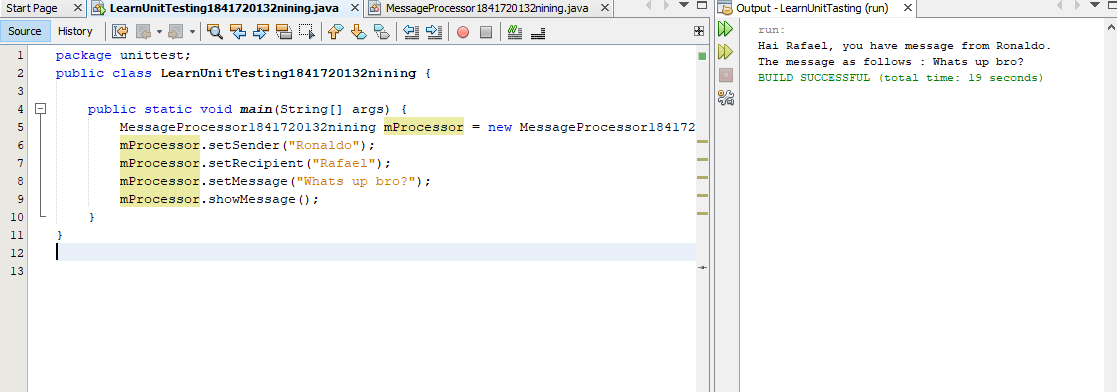 Start Page
LearnUnitTesting1841720132nining.java
MessageProcessor1841720132nining.java
Source
History
1 package unittest;
2 public class LearnUnitTesting1841720132nining {
3
4 public static void main(String[] args) {
5 MessageProcessor1841720132nining mProcessor = new MessageProcessor184172
6 mProcessor.setSender("Ronaldo");
7 mProcessor.setRecipient("Rafael");
8 mProcessor.setMessage("Whats up bro?");
9 mProcessor.showMessage();
10 }
11 }
12
13
Output - LearnUnitTasting (run)
run:
Hai Rafael, you have message from Ronaldo.
The message as follows : Whats up bro?
BUILD SUCCESSFUL (total time: 19 seconds)